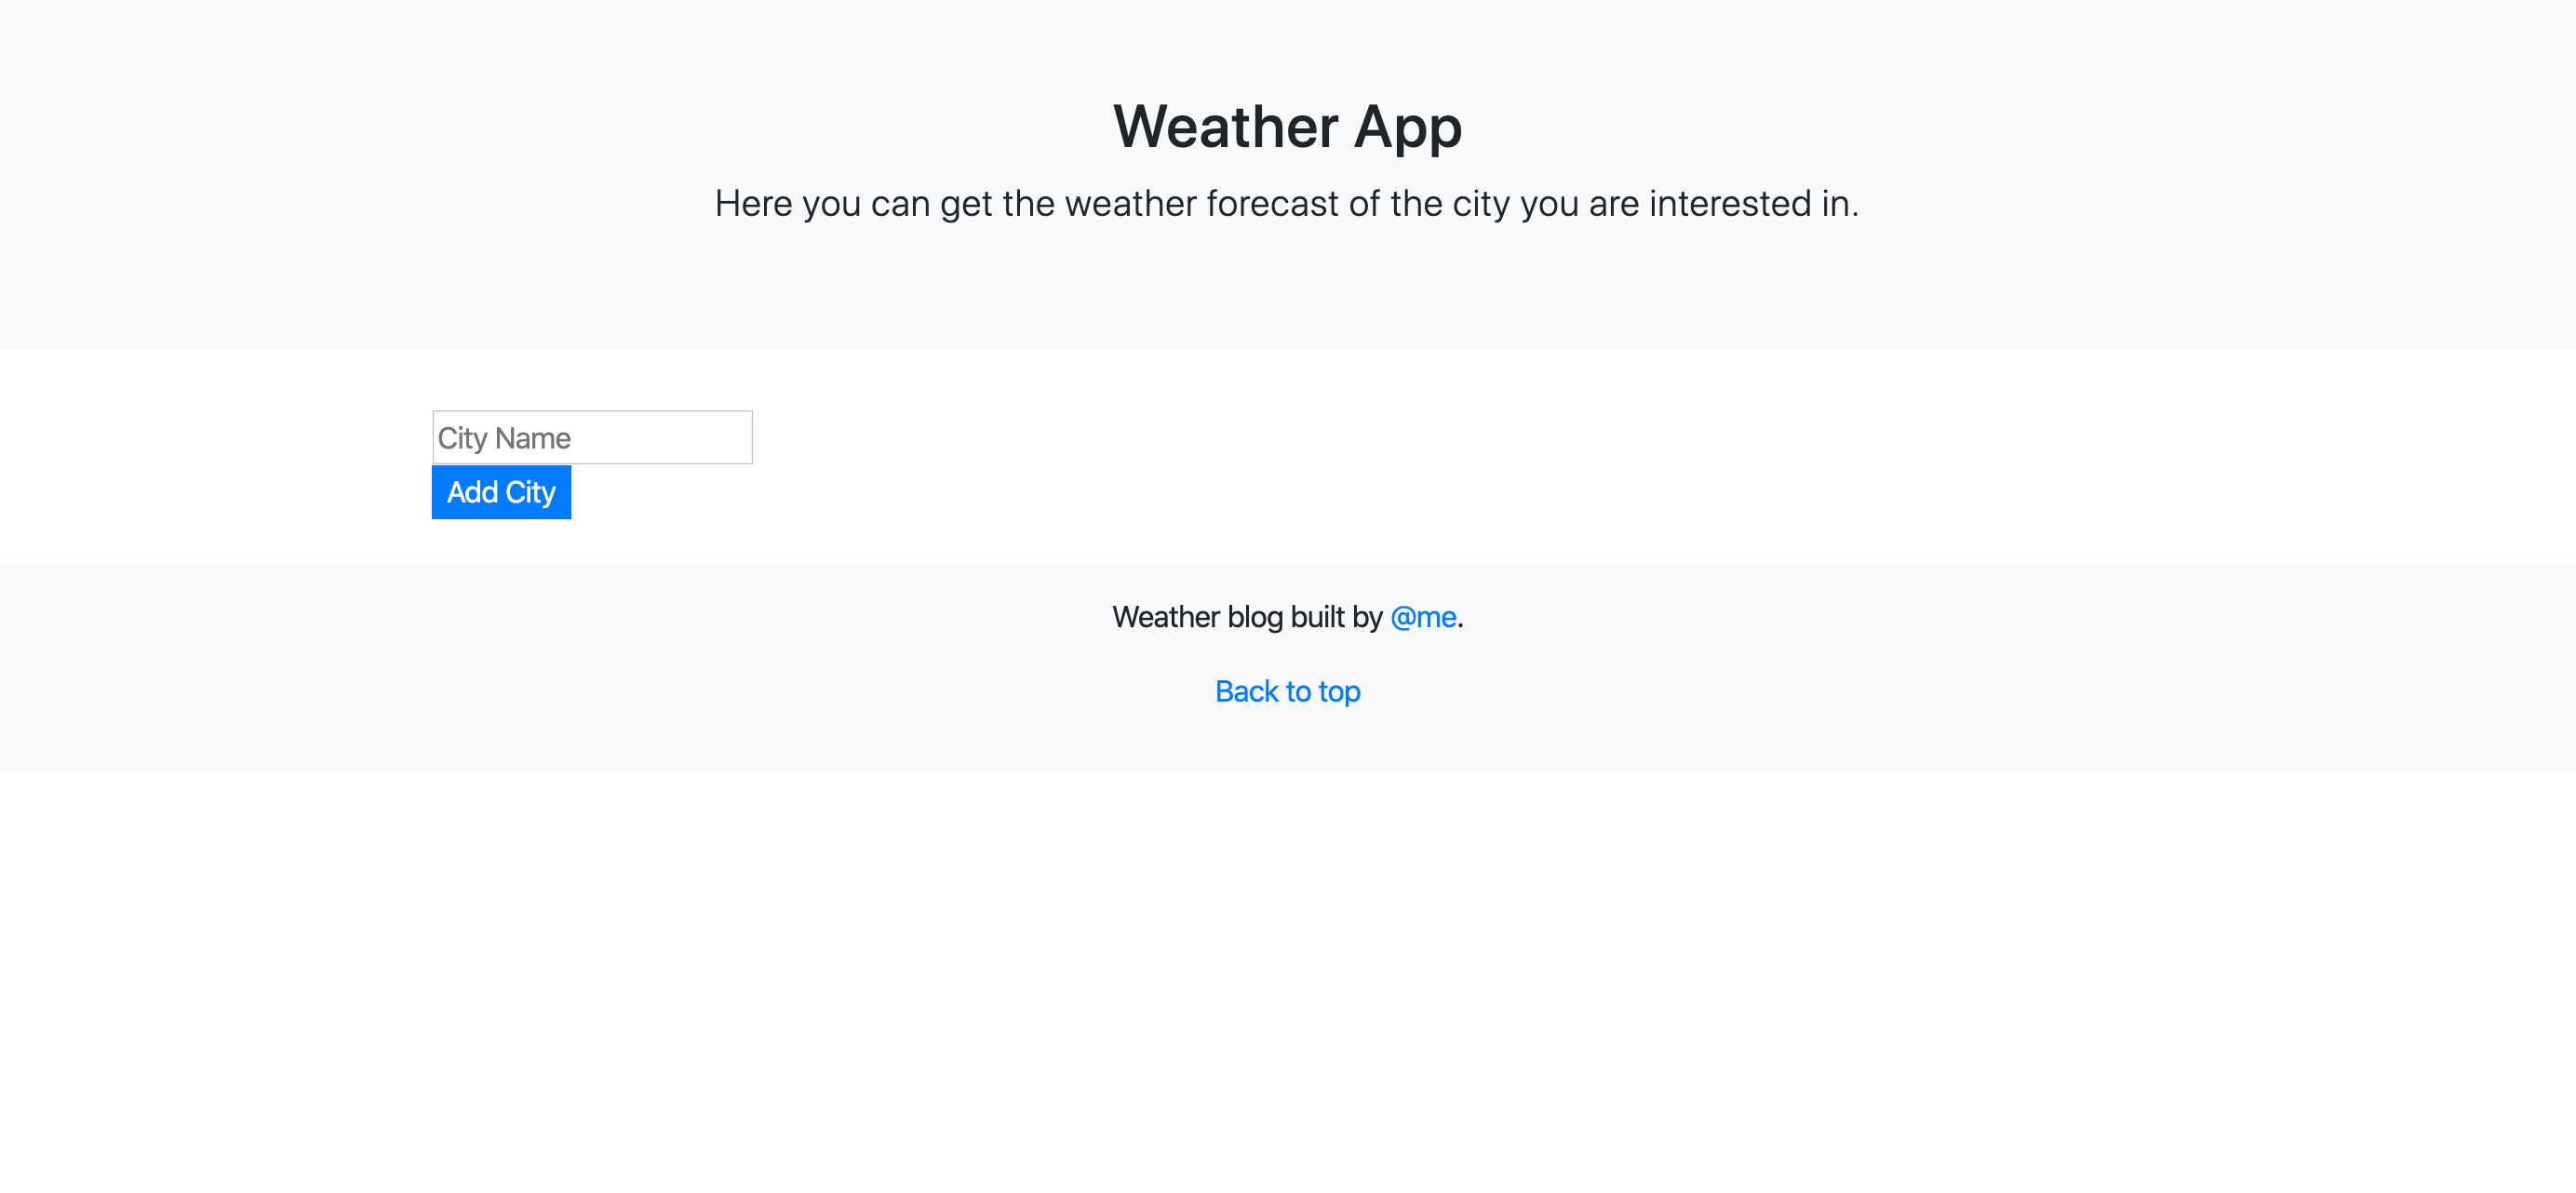 Weather App
Here you can get the weather forecast of the city you are interested in.
City Name
Add City
Weather blog built by @me.
Back to top